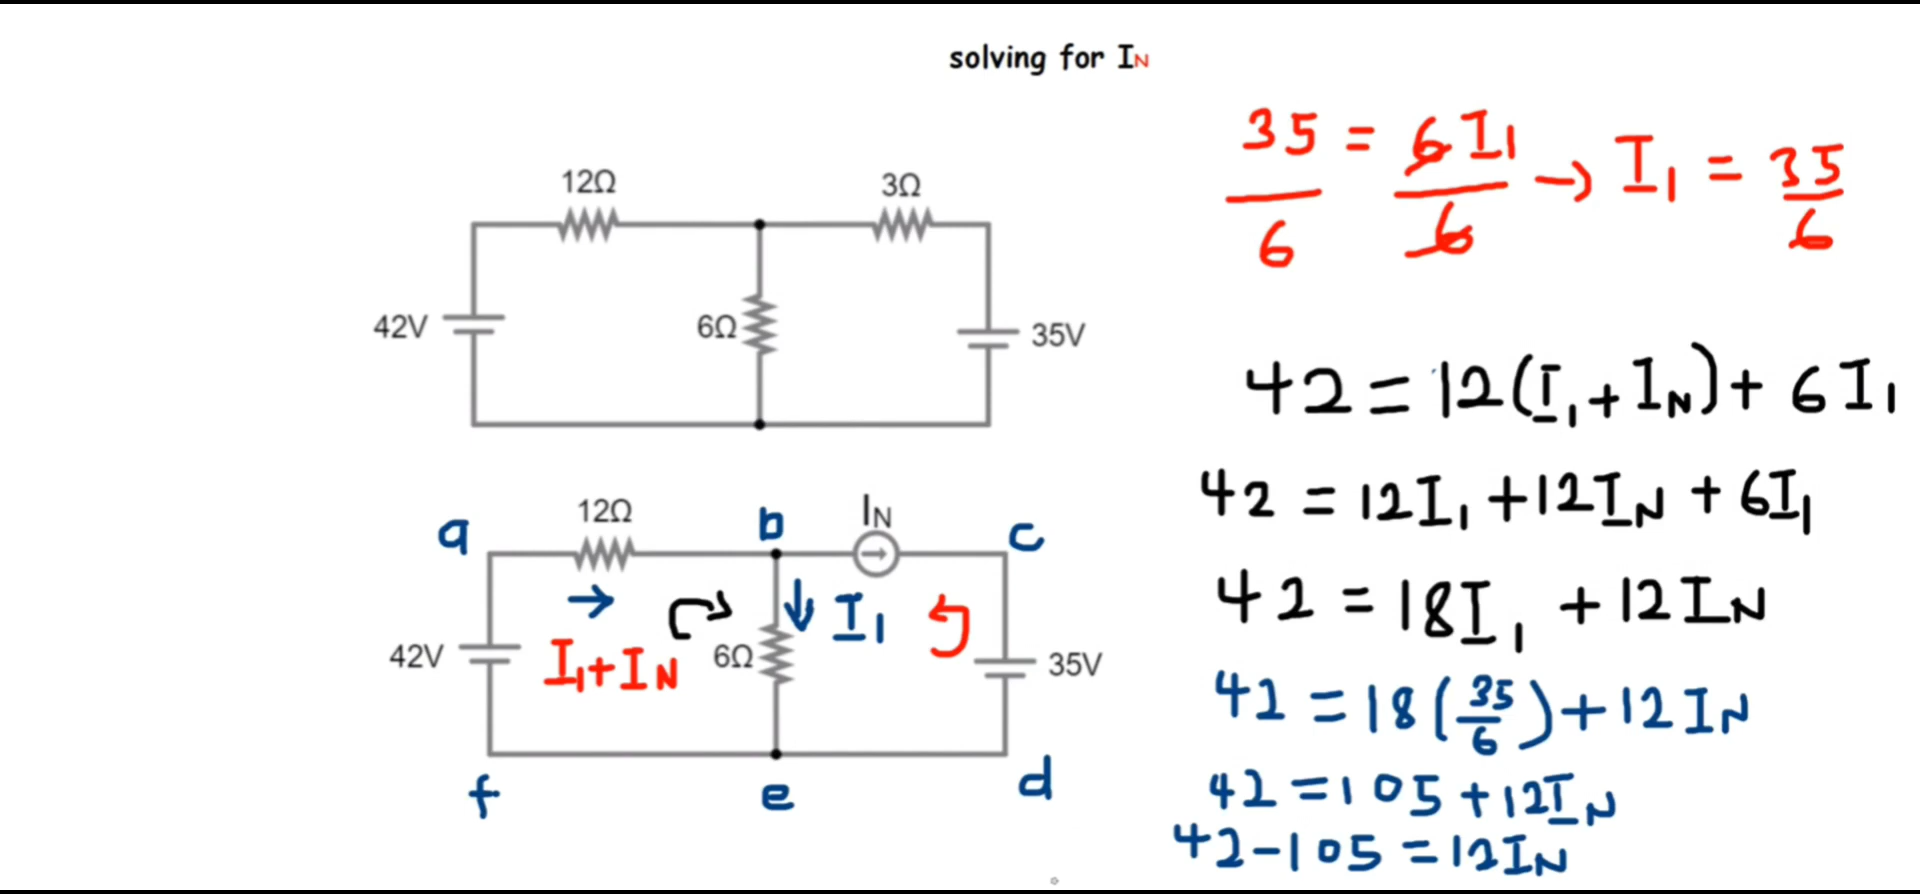 solving for IN
12Ω
3Ω
42V
6Ω
35V
12Ω
IN
a
b
c
I1
I1+IN
42V
6Ω
35V
f
e
d
35 = 6I1 → I1 = 35
6 6 6
42 = 12(I1 + IN) + 6I1
42 = 12I1 + 12IN + 6I1
42 = 18I1 + 12IN
42 = 18(35/6) + 12IN
42 = 105 + 12IN
42 - 105 = 12IN